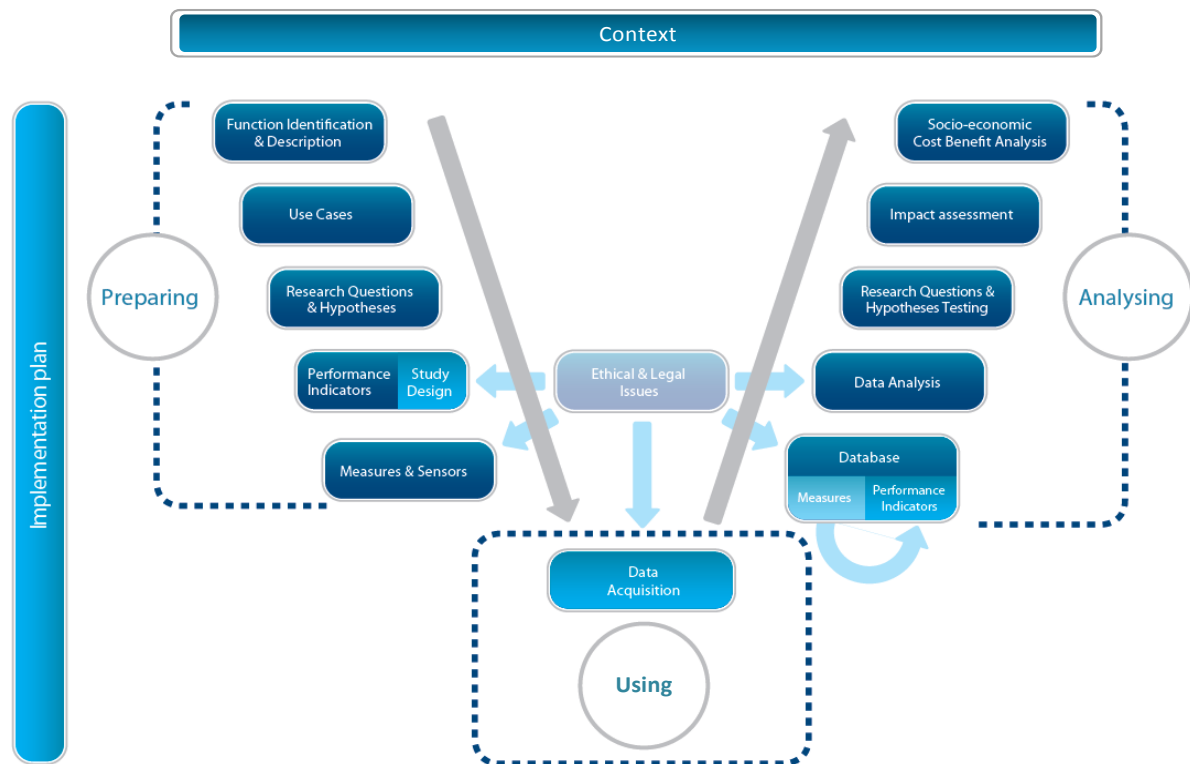 Context
Implementation plan
Preparing
Function Identification
& Description
Use Cases
Research Questions
& Hypotheses
Performance
Indicators
Study
Design
Measures & Sensors
Ethical & Legal
Issues
Data
Acquisition
Using
Socio-economic
Cost Benefit Analysis
Impact assessment
Research Questions &
Hypotheses Testing
Data Analysis
Database
Measures
Performance
Indicators
Analysing